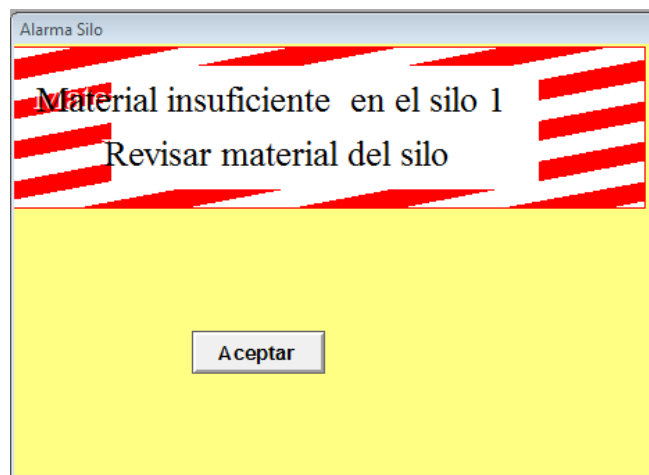 Alarma Silo
Material insuficiente en el silo 1
Revisar material del silo
Aceptar